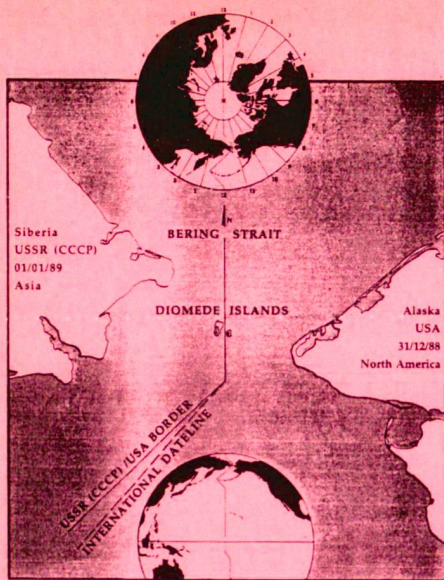 Siberia
USSR (CCCP)
01/01/89
Asia
N
BERING STRAIT
DIOMEDE ISLANDS
Alaska
USA
31/12/88
North America
USSR (CCCP) /USA BORDER
INTERNATIONAL DATELINE